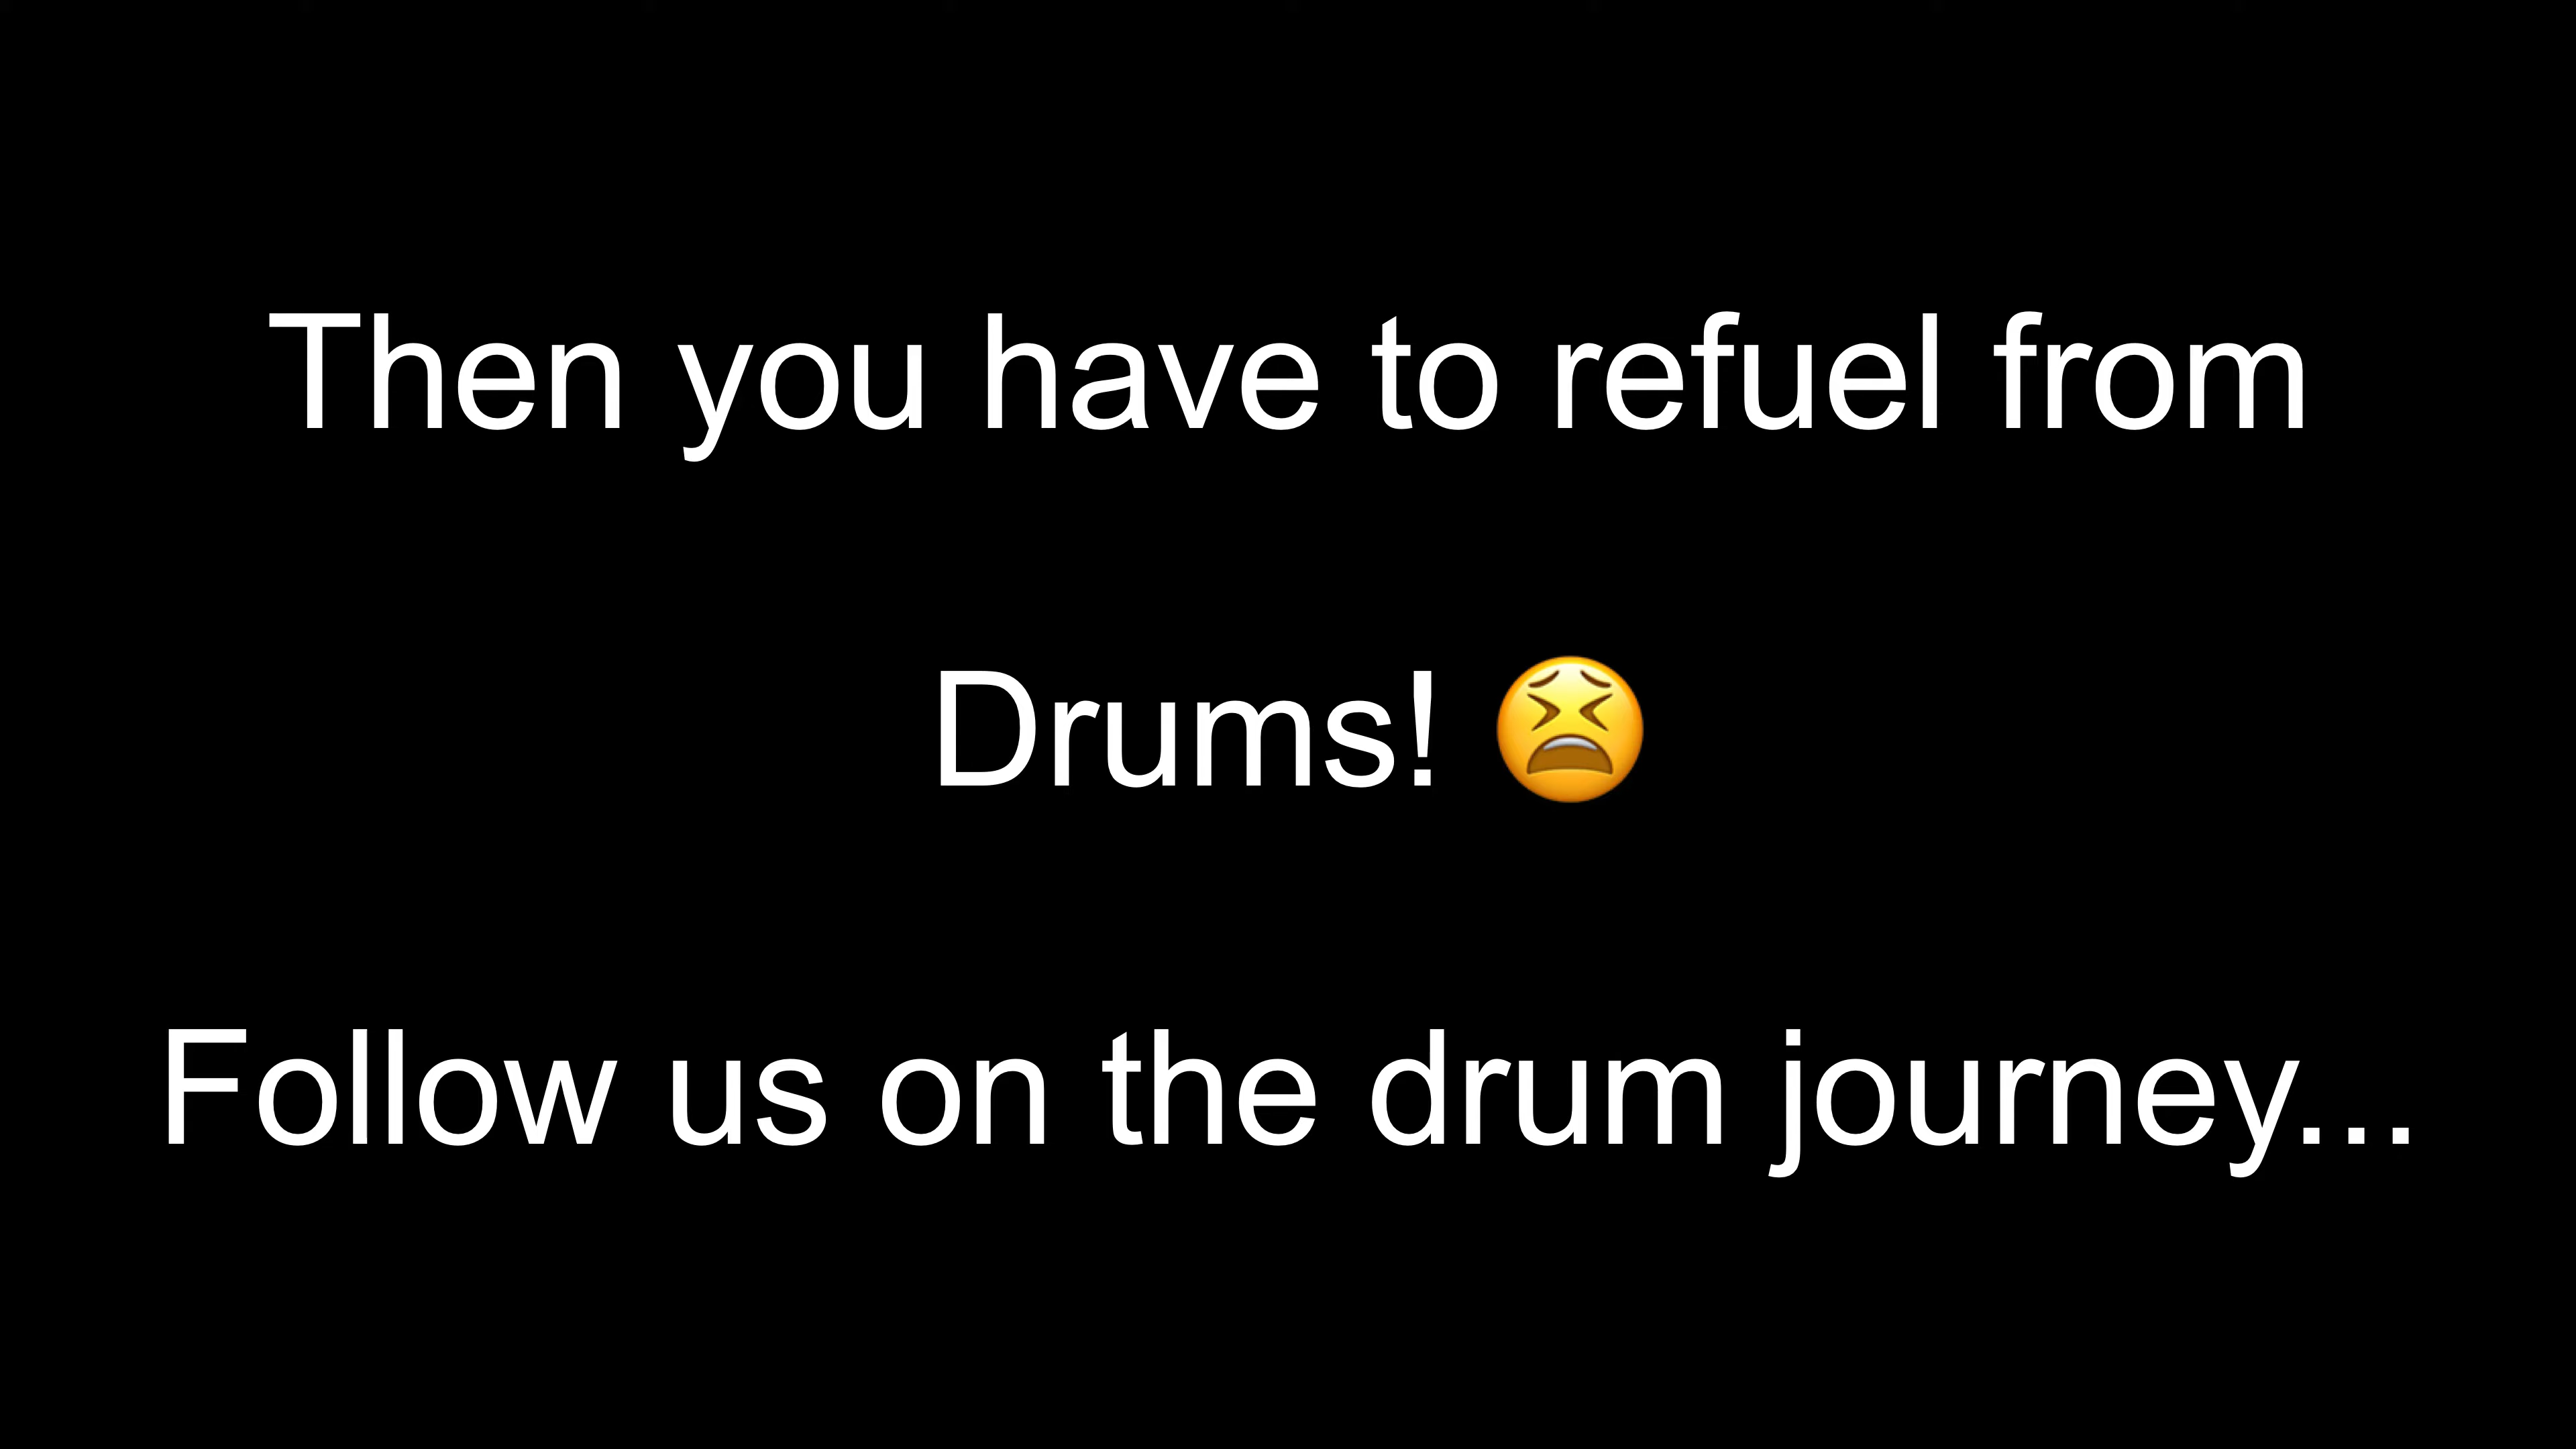 Then you have to refuel from
Drums! 😫
Follow us on the drum journey...